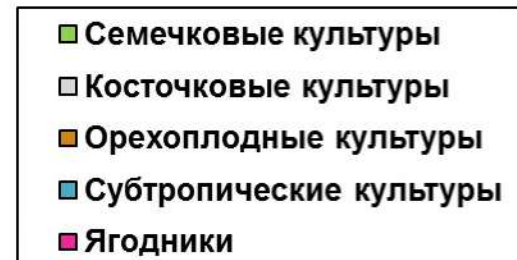 Семечковые культуры
Косточковые культуры
Орехоплодные культуры
Субтропические культуры
Ягодники